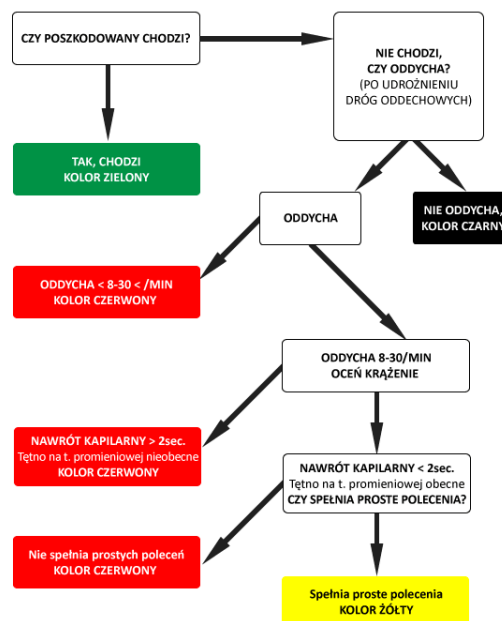 CZY POSZKODOWANY CHODZI?
NIE CHODZI,
CZY ODDYCHA?
(PO UDROŻNIENIU
DRÓG ODDECHOWYCH)
TAK, CHODZI
KOLOR ZIELONY
ODDYCHA
NIE ODDYCHA,
KOLOR CZARNY
ODDYCHA < 8-30 < /MIN
KOLOR CZERWONY
ODDYCHA 8-30/MIN
OCEŃ KRĄŻENIE
NAWRÓT KAPILARNY > 2sec.
Tętno na t. promieniowej nieobecne
KOLOR CZERWONY
NAWRÓT KAPILARNY < 2sec.
Tętno na t. promieniowej obecne
CZY SPEŁNIA PROSTE POLECENIA?
Nie spełnia prostych poleceń
KOLOR CZERWONY
Spełnia proste polecenia
KOLOR ŻÓŁTY